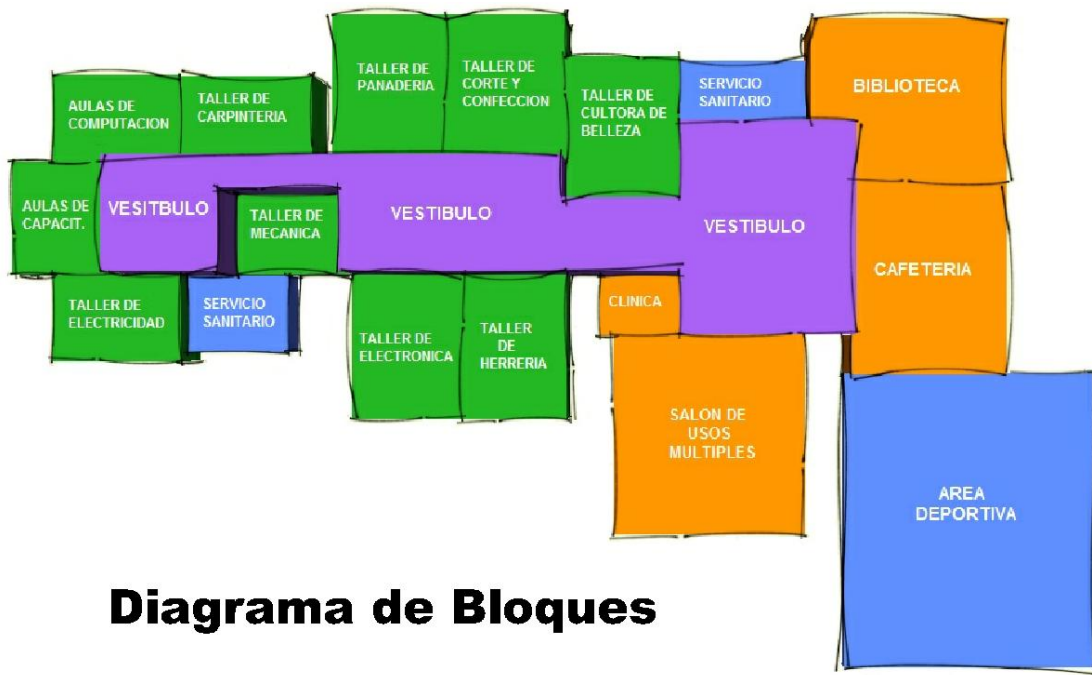 TALLER DE
PANADERIA
TALLER DE
CORTE Y
CONFECCION
TALLER DE
CULTORA DE
BELLEZA
SERVICIO
SANITARIO
BIBLIOTECA
AULAS DE
COMPUTACION
TALLER DE
CARPINTERIA
AULAS DE
CAPACIT.
VESITBULO
TALLER DE
MECANICA
VESTIBULO
VESTIBULO
CAFETERIA
TALLER DE
ELECTRICIDAD
SERVICIO
SANITARIO
TALLER DE
ELECTRONICA
TALLER
DE
HERRERIA
CLINICA
SALON DE
USOS
MULTIPLES
AREA
DEPORTIVA
Diagrama de Bloques